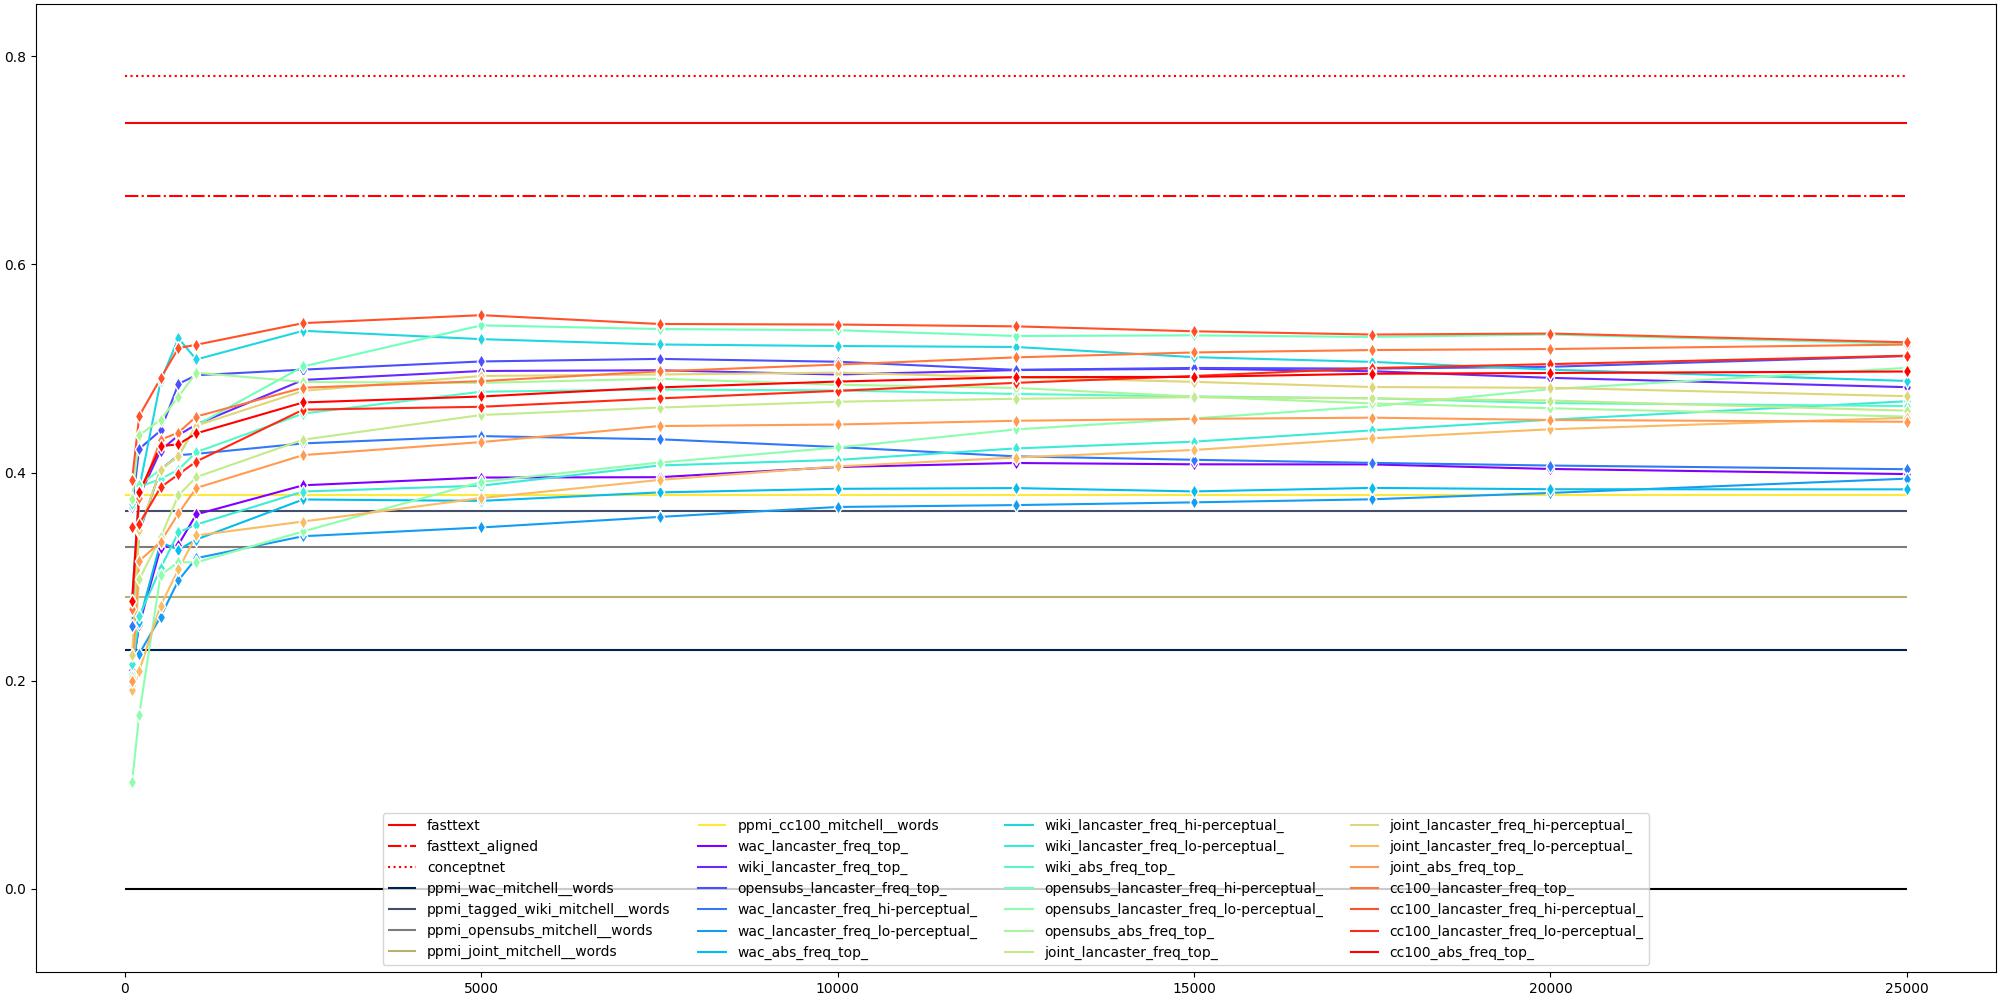 0.8
0.6
0.4
0.2
0.0
fasttext
fasttext_aligned
conceptnet
ppmi_wac_mitchell__words
ppmi_tagged_wiki_mitchell__words
ppmi_opensubs_mitchell__words
ppmi_joint_mitchell__words
ppmi_cc100_mitchell__words
wac_lancaster_freq_top_
wiki_lancaster_freq_top_
opensubs_lancaster_freq_top_
wac_lancaster_freq_hi-perceptual_
wac_lancaster_freq_lo-perceptual_
wac_abs_freq_top_
wiki_lancaster_freq_hi-perceptual_
wiki_lancaster_freq_lo-perceptual_
wiki_abs_freq_top_
opensubs_lancaster_freq_hi-perceptual_
opensubs_lancaster_freq_lo-perceptual_
opensubs_abs_freq_top_
joint_lancaster_freq_top_
joint_lancaster_freq_hi-perceptual_
joint_lancaster_freq_lo-perceptual_
joint_abs_freq_top_
cc100_lancaster_freq_top_
cc100_lancaster_freq_hi-perceptual_
cc100_lancaster_freq_lo-perceptual_
cc100_abs_freq_top_
0 5000 10000 15000 20000 25000